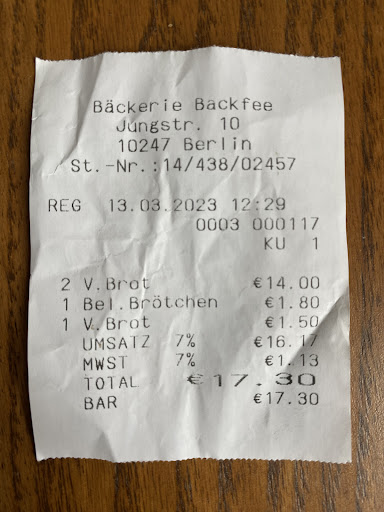 Bäckerie Backfee
Jungstr. 10
10247 Berlin
St.-Nr.:14/438/02457
REG 13.03.2023 12:29
0003 000117
KU 1
2 V.Brot €14.00
1 Bel.Brötchen €1.80
1 V.Brot €1.50
UMSATZ 7% €16.17
MWST 7% €1.13
TOTAL €17.30
BAR €17.30